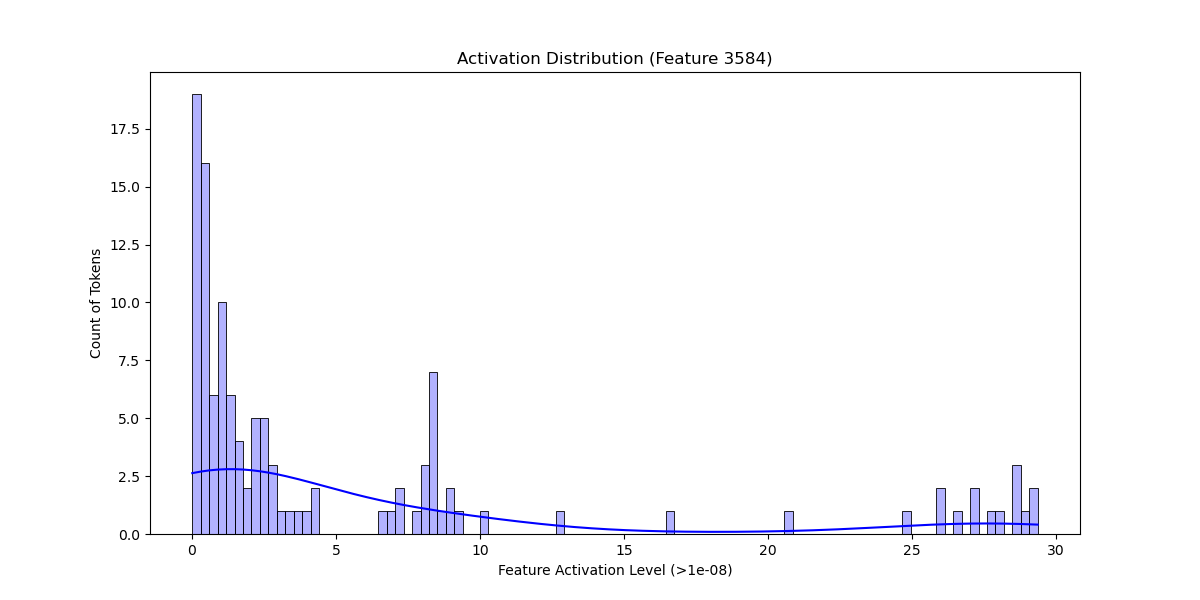 Activation Distribution (Feature 3584)
Count of Tokens
17.5
15.0
12.5
10.0
7.5
5.0
2.5
0.0
0 5 10 15 20 25 30
Feature Activation Level (>1e-08)